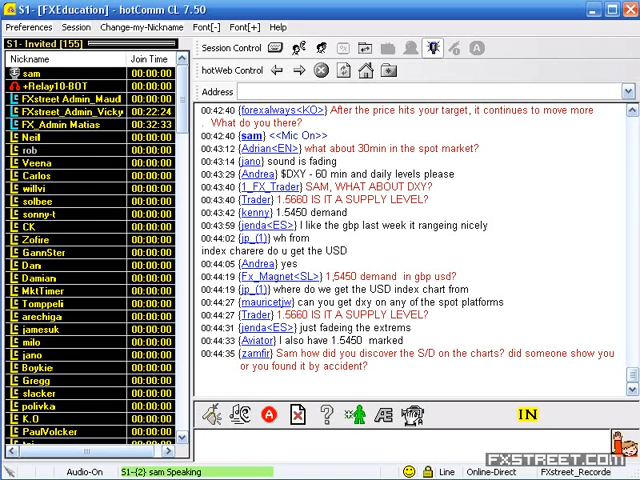 S1- [FXEducation] - hotComm CL 7.50
Preferences Session Change-my-Nickname Font[-] Font[+] Help
S1- Invited [155]
Session Control
A
Nickname Join Time
hotWeb Control
Address
sam 00:00:00
+Relay10-BOT 00:00:00
FXstreet Admin_Maud 00:00:00
FXstreet_Admin_Vicky 00:22:24
FX_Admin Matias 00:32:33
Neil 00:00:00
rob 00:00:00
Veena 00:00:00
Carlos 00:00:00
willvi 00:00:00
solbee 00:00:00
sonny-t 00:00:00
CK 00:00:00
Zofire 00:00:00
GannSter 00:00:00
Dan 00:00:00
Damian 00:00:00
MktTimer 00:00:00
Tomppeli 00:00:00
arechiga 00:00:00
jamesuk 00:00:00
milo 00:00:00
jano 00:00:00
Boykie 00:00:00
Gregg 00:00:00
slacker 00:00:00
polivka 00:00:00
K.O 00:00:00
PaulVolcker 00:00:00
00:42:40 {forexalways<KO>} After the price hits your target, it continues to move more
What do you there?
00:42:40 {sam} <<Mic On>>
00:43:12 {Adrian<EN>} what about 30min in the spot market?
00:43:14 {jano} sound is fading
00:43:29 {Andrea} $DXY - 60 min and daily levels please
00:43:40 {1_FX_Trader} SAM, WHAT ABOUT DXY?
00:43:40 {Trader} 1.5660 IS IT A SUPPLY LEVEL?
00:43:42 {kenny} 1.5450 demand
00:43:59 {jenda<ES>} I like the gbp last week it rangeing nicely
00:44:02 {jp_(1)} wh from
index charere do u get the USD
00:44:05 {Andrea} yes
00:44:19 {Fx_Magnet<SL>} 1,5450 demand in gbp usd?
00:44:19 {jp_(1)} where do we get the USD index chart from
00:44:27 {mauricetjw} can you get dxy on any of the spot platforms
00:44:19 {Trader} 1.5660 IS IT A SUPPLY LEVEL?
00:44:31 {jenda<ES>} just fadeing the extrems
00:44:33 {Aviator} I also have 1.5450 marked
00:44:35 {zamfir} Sam how did you discover the S/D on the charts? did someone show you
or you found it by accident?
A ? Æ IN
FXSTREET.COM
Audio-On S1-{2} sam Speaking Line Online-Direct FXstreet_Recorde